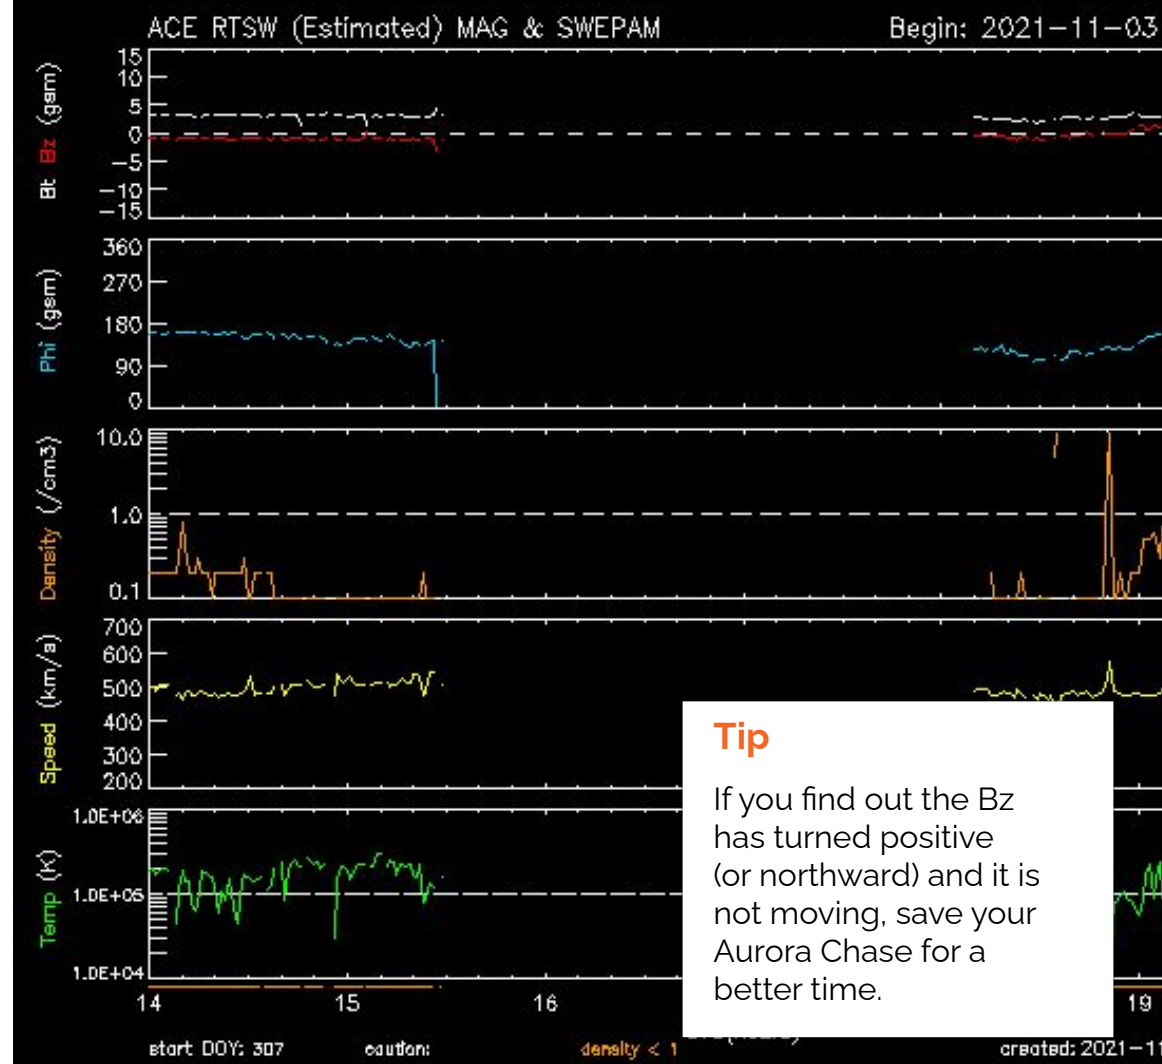 ACE RTSW (Estimated) MAG & SWEPAM Begin: 2021-11-03
Bt Bz (gsm)
15
10
5
0
-5
-10
-15
Phi (gsm)
360
270
180
90
0
Density (/cm3)
10.0
1.0
0.1
Speed (km/s)
700
600
500
400
300
200
Temp (K)
1.0E+06
1.0E+05
1.0E+04
14 15 16 19
start DOY: 307 caution: density < 1 created: 2021-11
Tip
If you find out the Bz
has turned positive
(or northward) and it is
not moving, save your
Aurora Chase for a
better time.